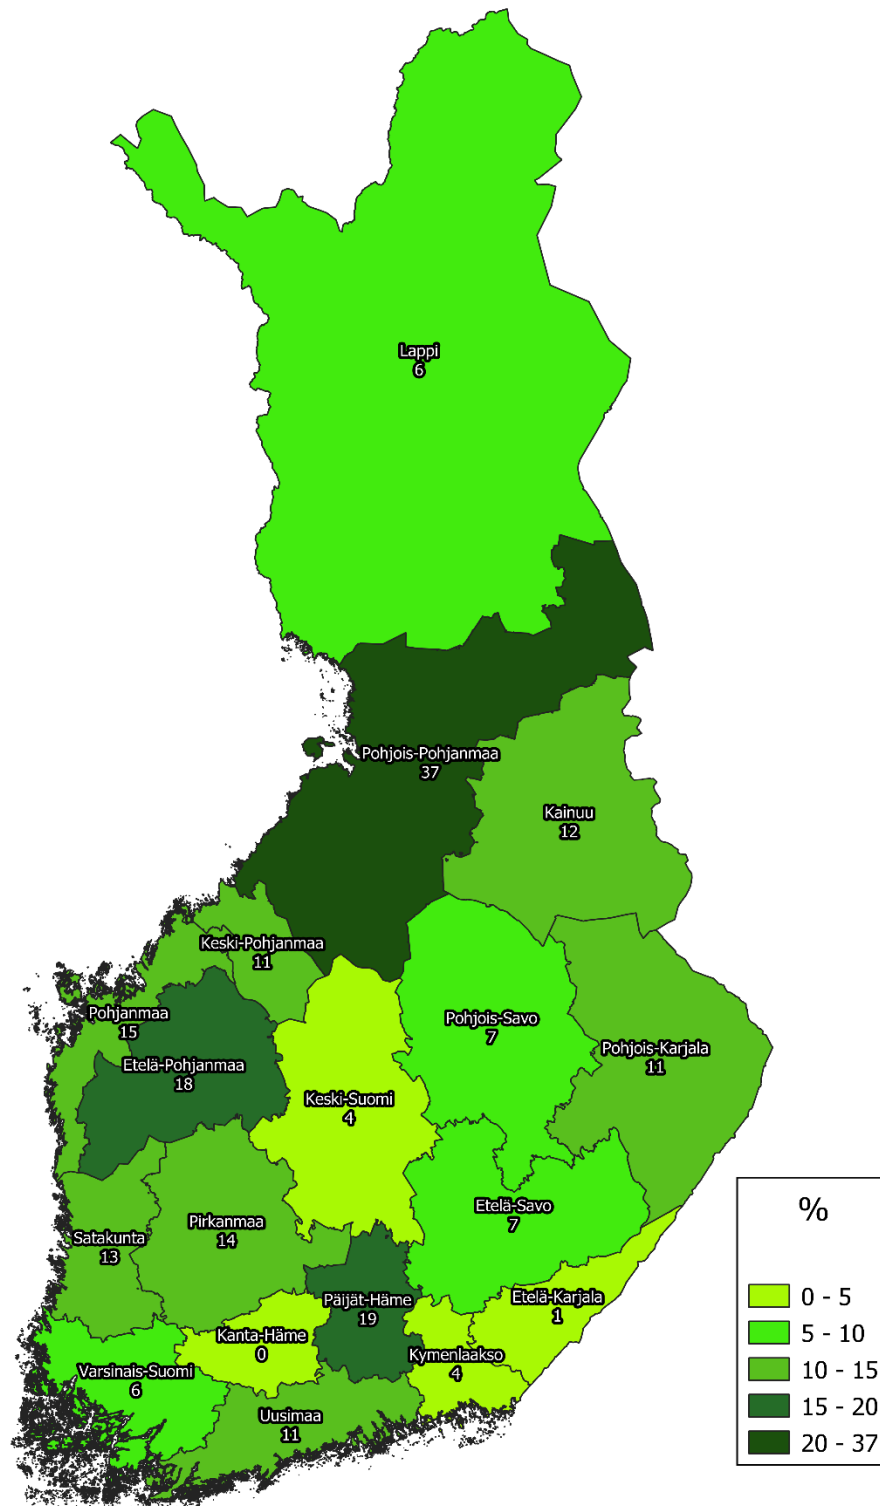 Lappi
6
Pohjois-Pohjanmaa
37
Kainuu
12
Keski-Pohjanmaa
11
Pohjanmaa
15
Etelä-Pohjanmaa
18
Pohjois-Savo
7
Pohjois-Karjala
11
Keski-Suomi
4
Etelä-Savo
7
Satakunta
13
Pirkanmaa
14
Päijät-Häme
19
Etelä-Karjala
1
Kanta-Häme
0
Kymenlaakso
4
Varsinais-Suomi
6
Uusimaa
11
%
0 - 5
5 - 10
10 - 15
15 - 20
20 - 37